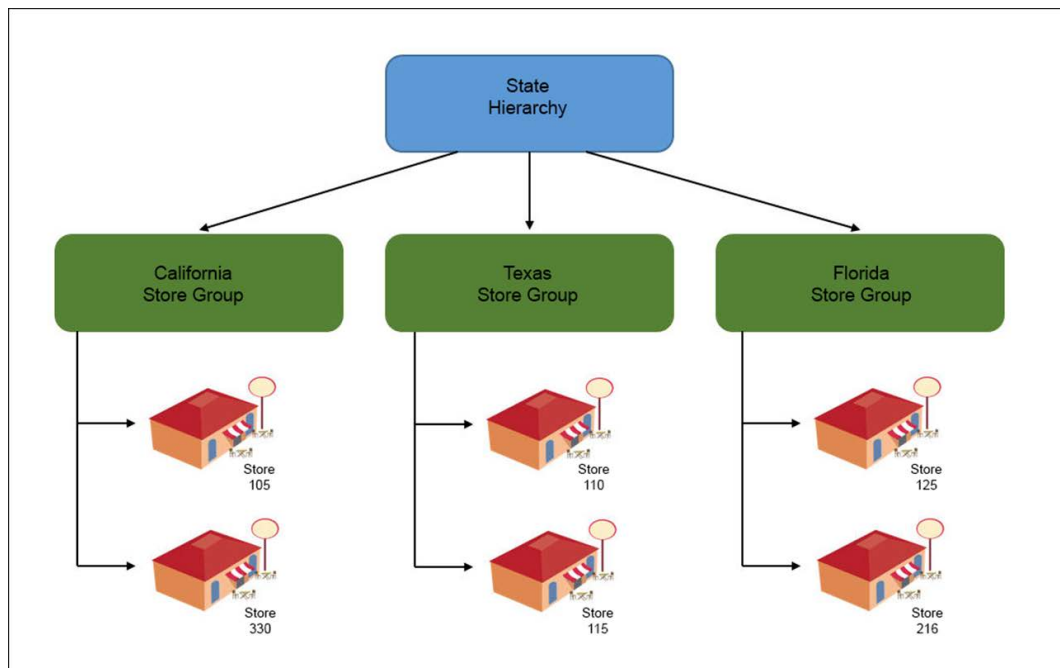 State
Hierarchy
California
Store Group
Texas
Store Group
Florida
Store Group
Store
105
Store
110
Store
125
Store
330
Store
115
Store
216